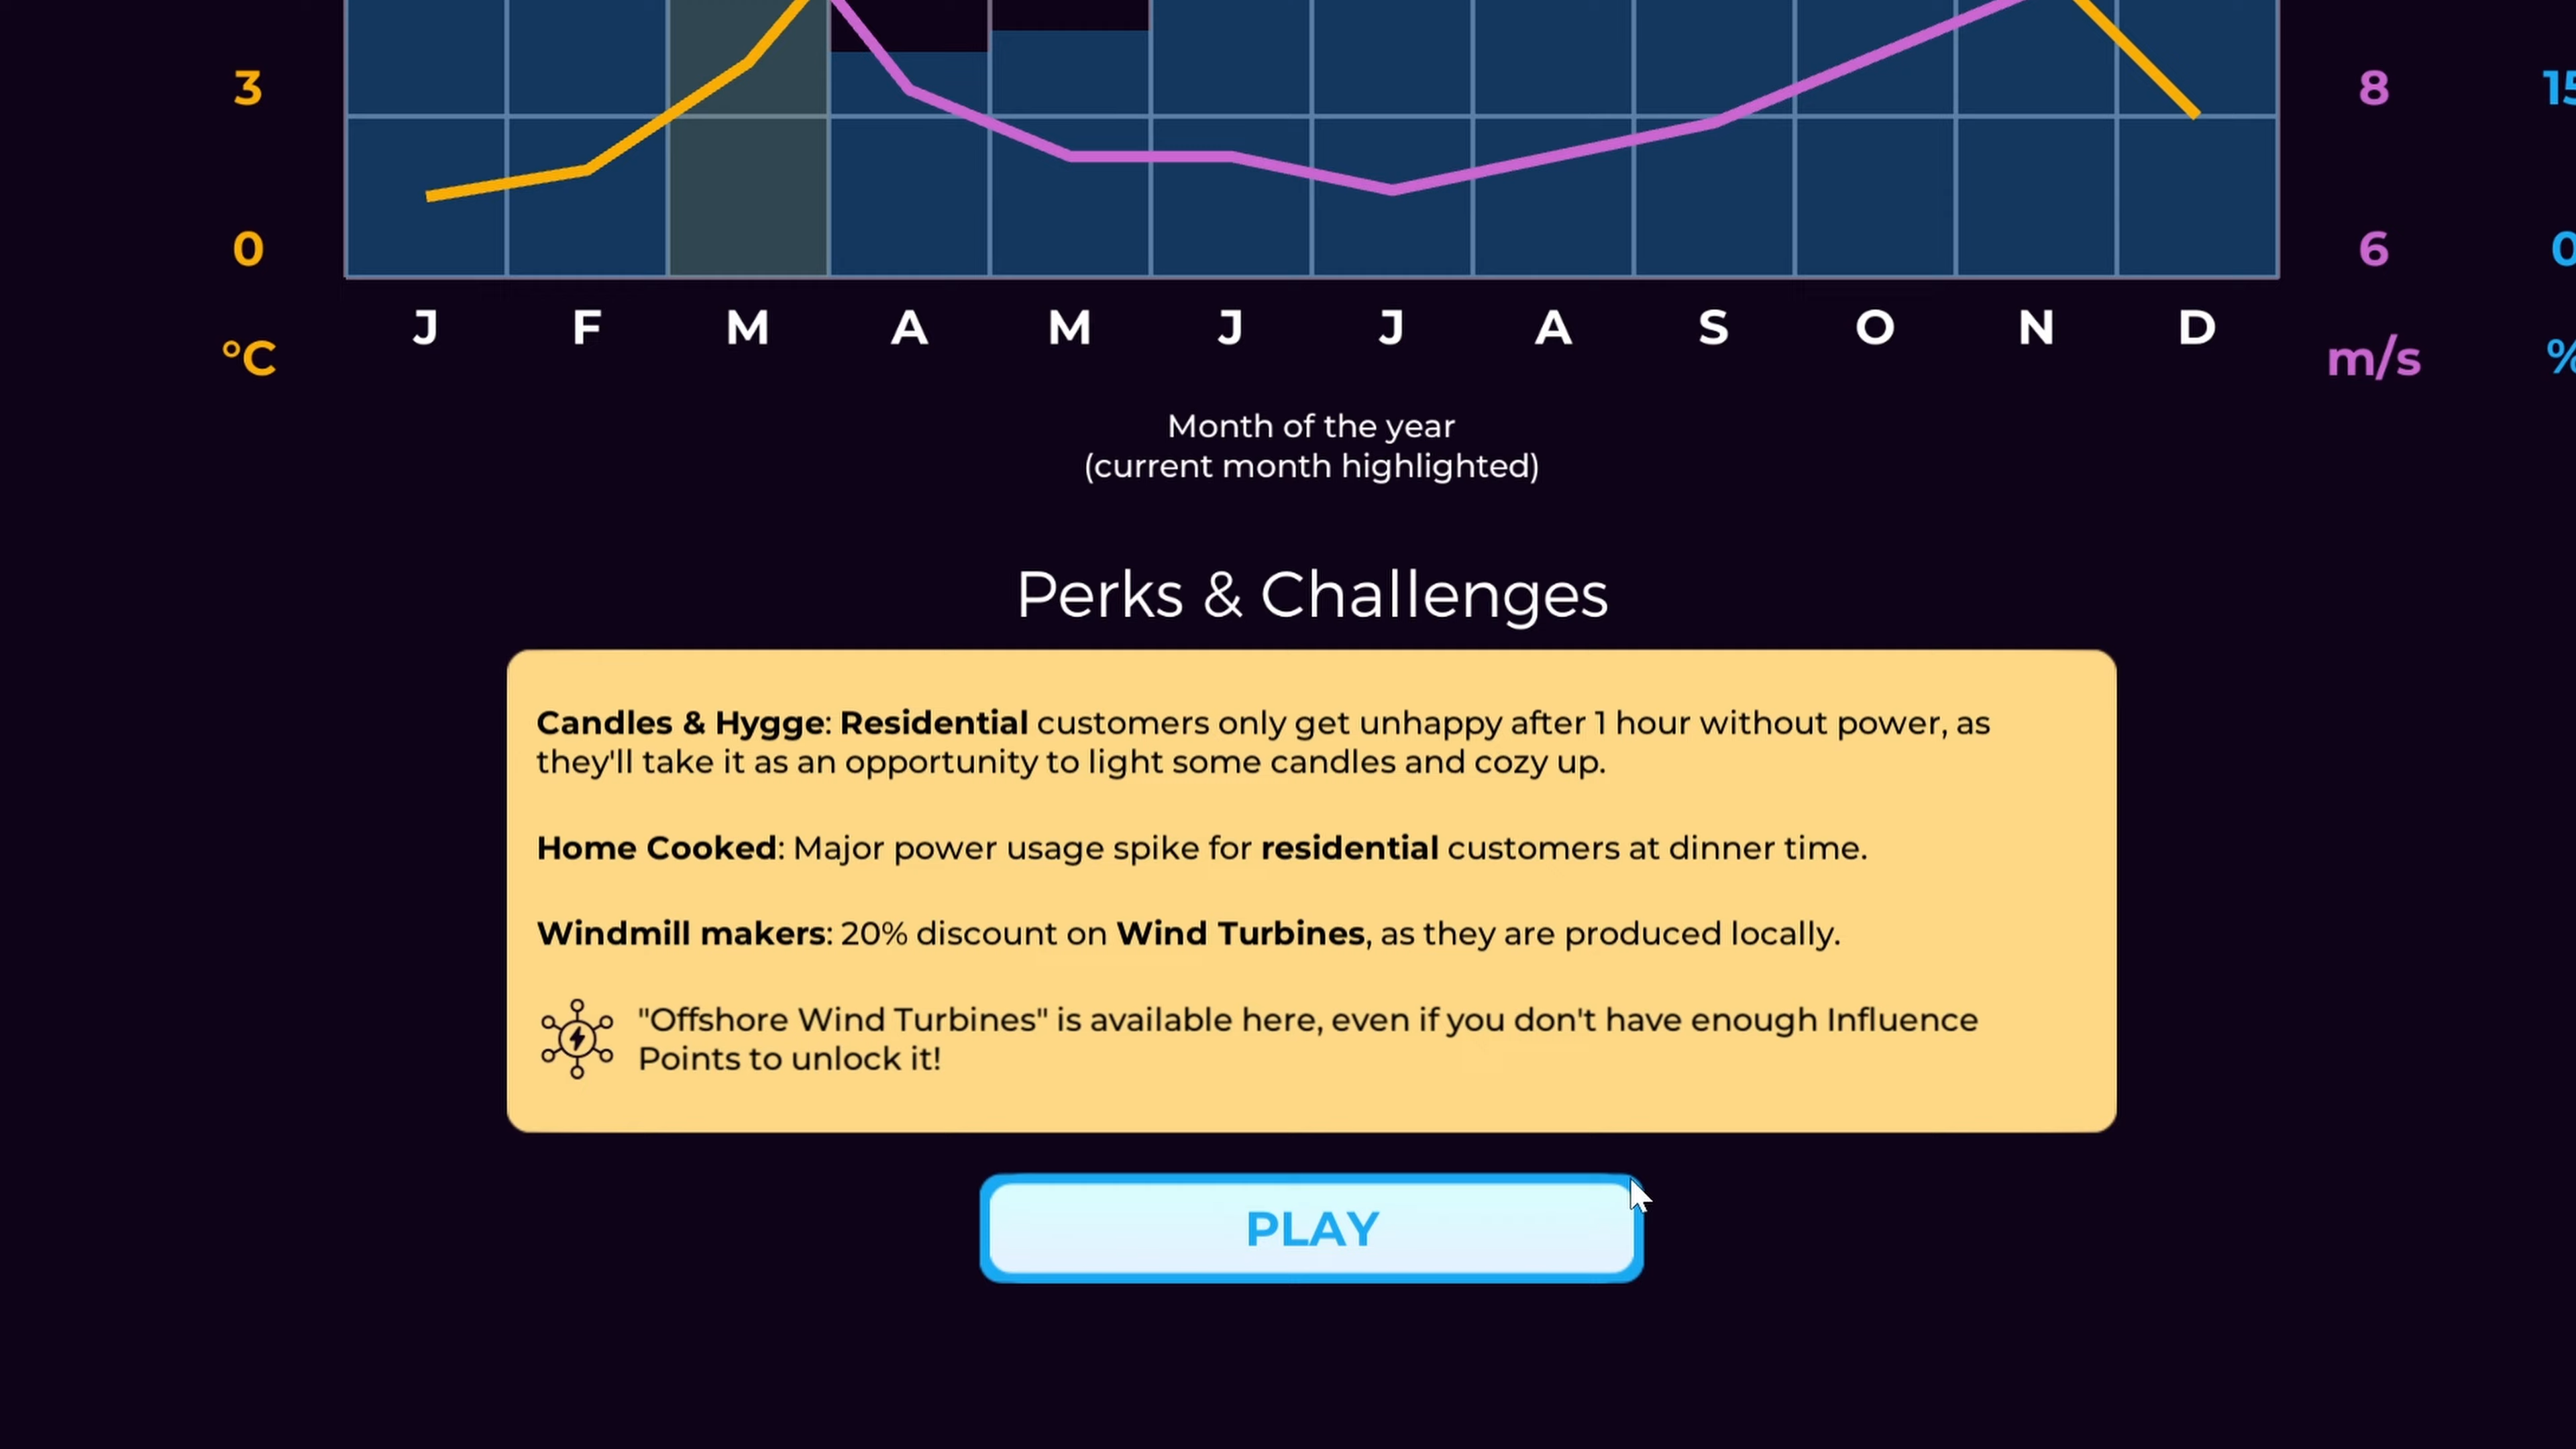 3
8
15
0
6
0
J F M A M J J A S O N D
°C
m/s
%
Month of the year
(current month highlighted)
Perks & Challenges
Candles & Hygge: Residential customers only get unhappy after 1 hour without power, as
they'll take it as an opportunity to light some candles and cozy up.
Home Cooked: Major power usage spike for residential customers at dinner time.
Windmill makers: 20% discount on Wind Turbines, as they are produced locally.
"Offshore Wind Turbines" is available here, even if you don't have enough Influence
Points to unlock it!
PLAY